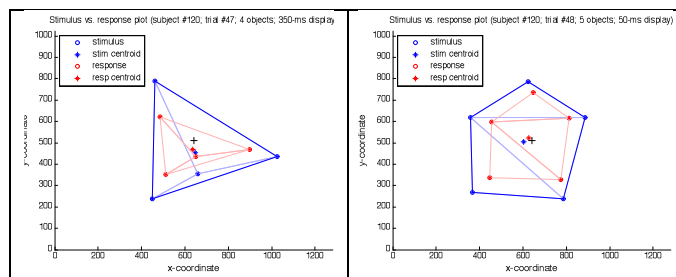 Stimulus vs. response plot (subject #120; trial #47; 4 objects; 350-ms display
stimulus
stim centroid
response
resp centroid
1000
900
800
700
600
500
400
300
200
100
0
0 200 400 600 800 1000 1200
x-coordinate
y-coordinate
Stimulus vs. response plot (subject #120; trial #48; 5 objects; 50-ms display)
stimulus
stim centroid
response
resp centroid
1000
900
800
700
600
500
400
300
200
100
0
0 200 400 600 800 1000 1200
x-coordinate
y-coordinate